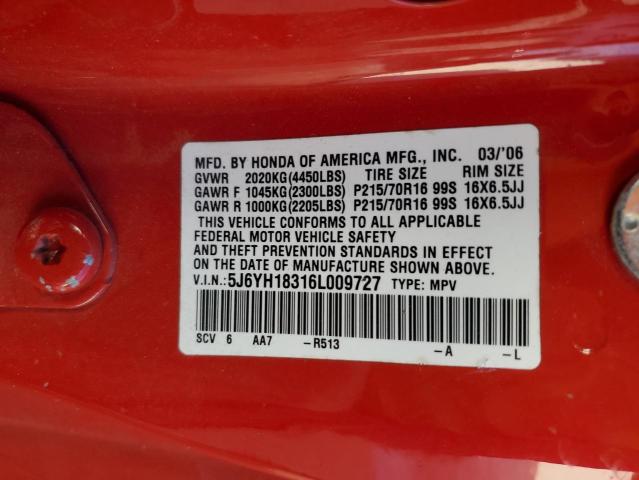 MFD. BY HONDA OF AMERICA MFG., INC. 03/'06
GVWR 2020KG(4450LBS) TIRE SIZE RIM SIZE
GAWR F 1045KG(2300LBS) P215/70R16 99S 16X6.5JJ
GAWR R 1000KG(2205LBS) P215/70R16 99S 16X6.5JJ
THIS VEHICLE CONFORMS TO ALL APPLICABLE
FEDERAL MOTOR VEHICLE SAFETY
AND THEFT PREVENTION STANDARDS IN EFFECT
ON THE DATE OF MANUFACTURE SHOWN ABOVE.
V.I.N.: 5J6YH18316L009727 TYPE: MPV
SCV 6 AA7 -R513 -A -L